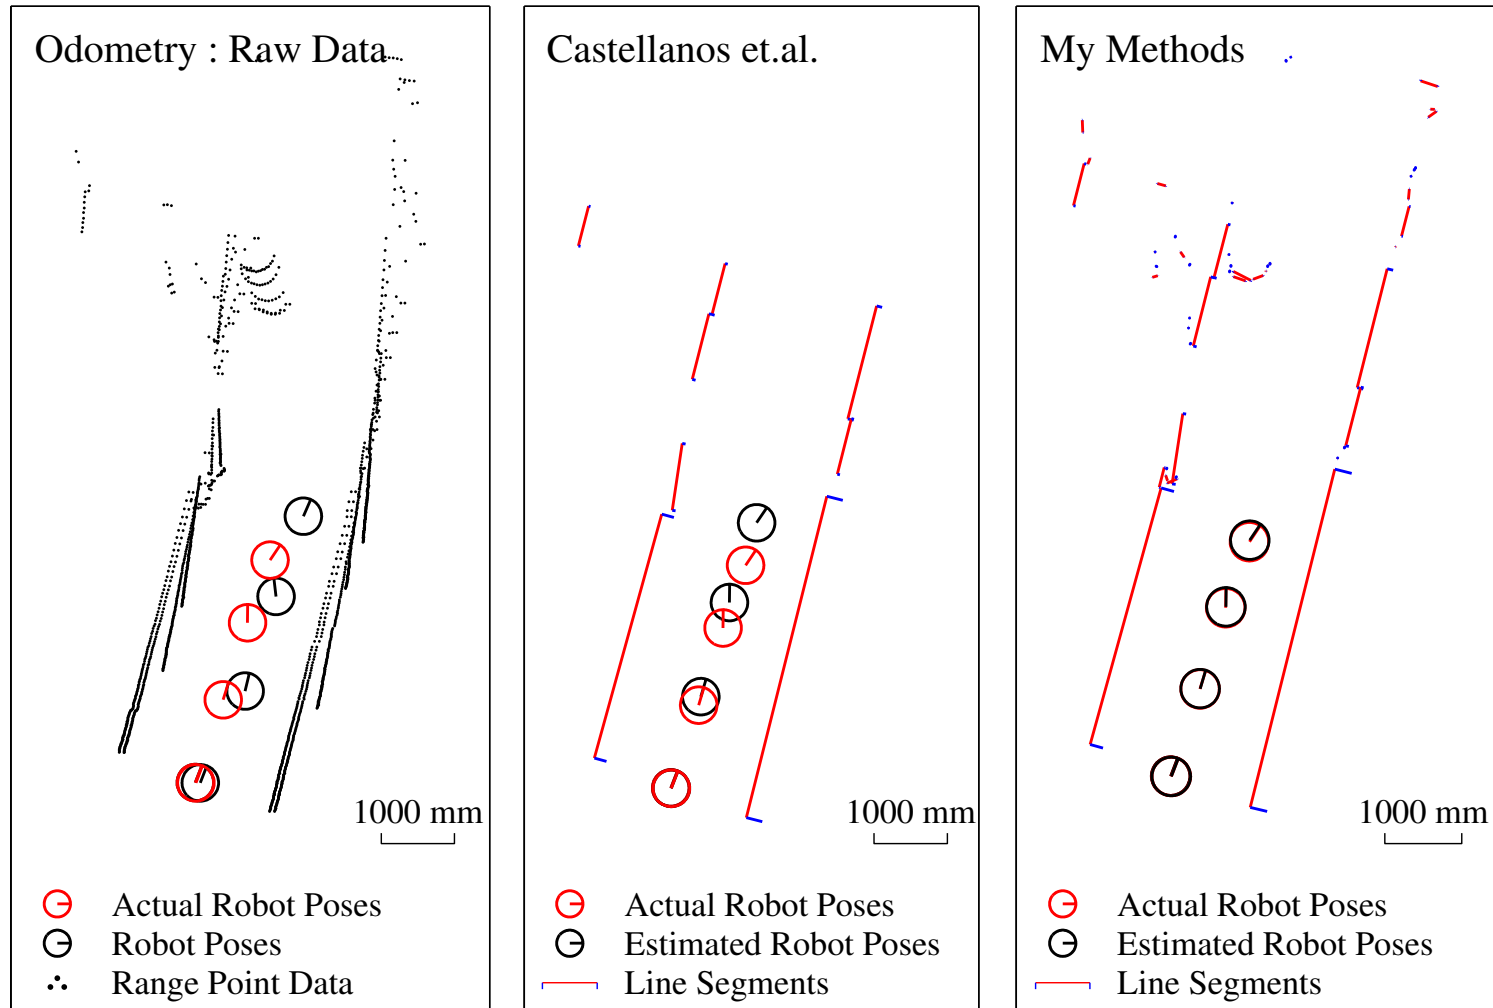 Odometry : Raw Data
1000 mm
Actual Robot Poses
Robot Poses
Range Point Data
Castellanos et.al.
1000 mm
Actual Robot Poses
Estimated Robot Poses
Line Segments
My Methods
1000 mm
Actual Robot Poses
Estimated Robot Poses
Line Segments